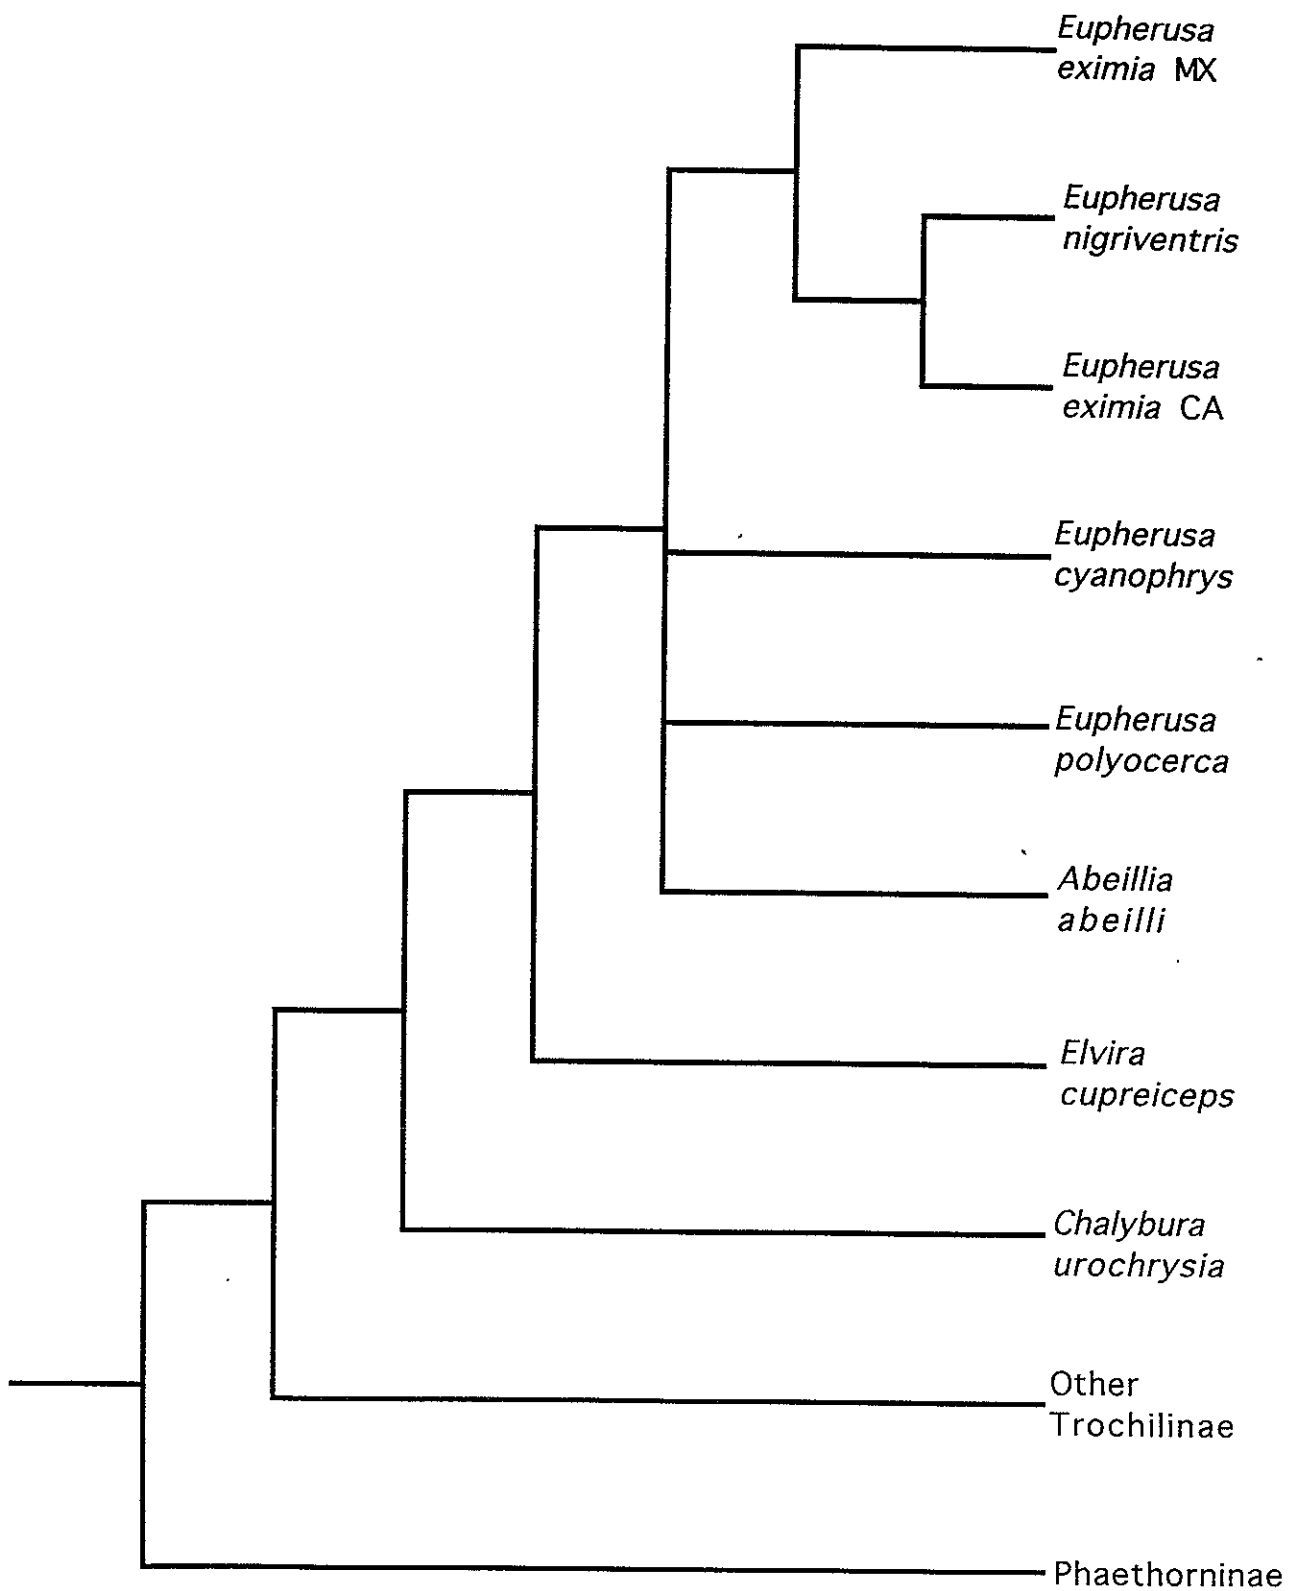 Eupherusa
eximia MX
Eupherusa
nigriventris
Eupherusa
eximia CA
Eupherusa
cyanophrys
Eupherusa
polyocerca
Abeillia
abeilli
Elvira
cupreiceps
Chalybura
urochrysia
Other
Trochilinae
Phaethorninae